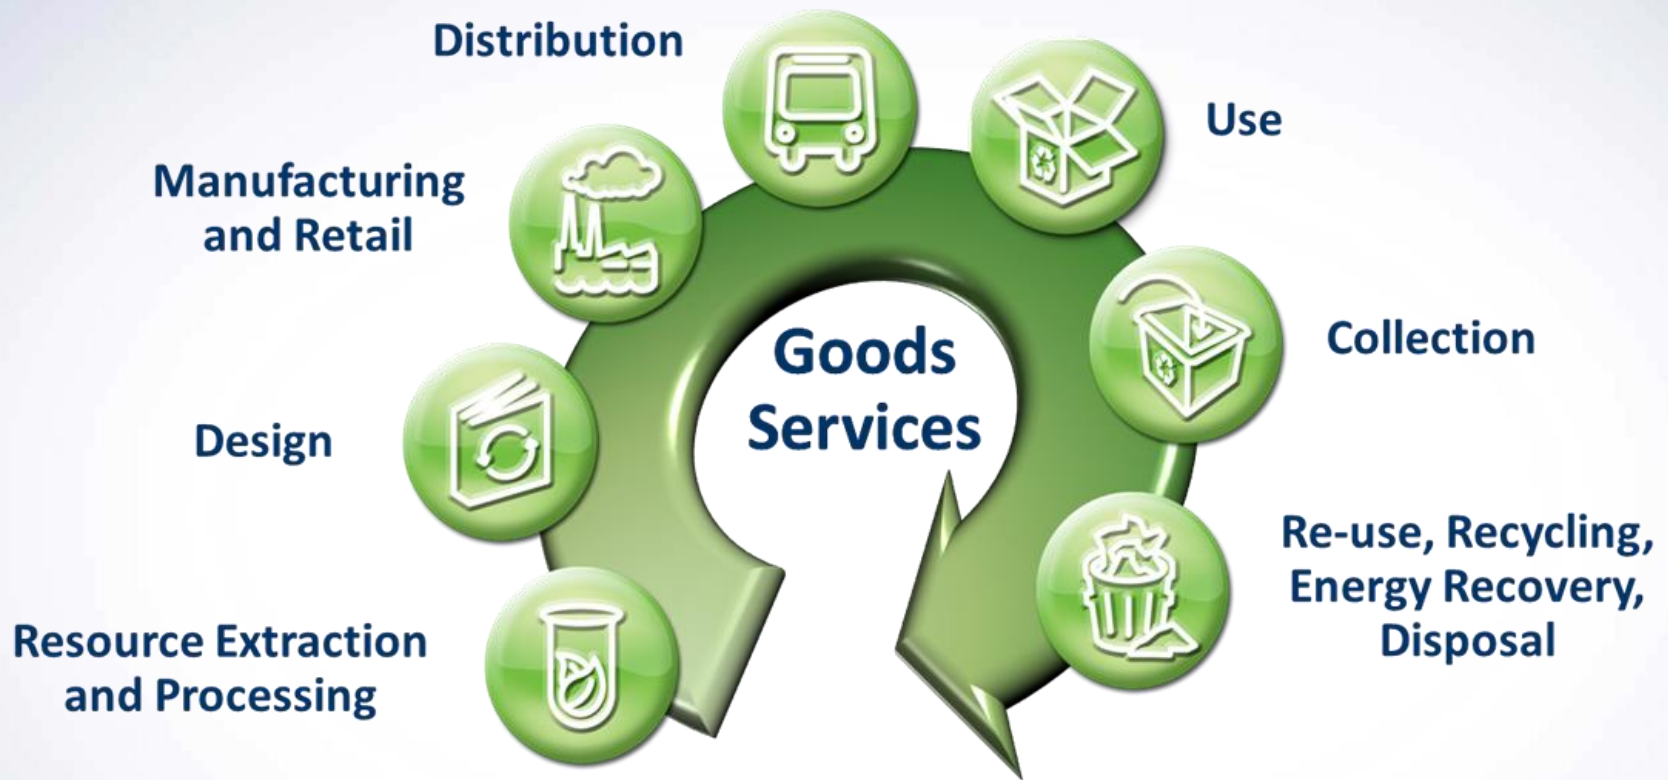 Distribution
Use
Manufacturing
and Retail
Goods
Services
Collection
Design
Re-use, Recycling,
Energy Recovery,
Disposal
Resource Extraction
and Processing